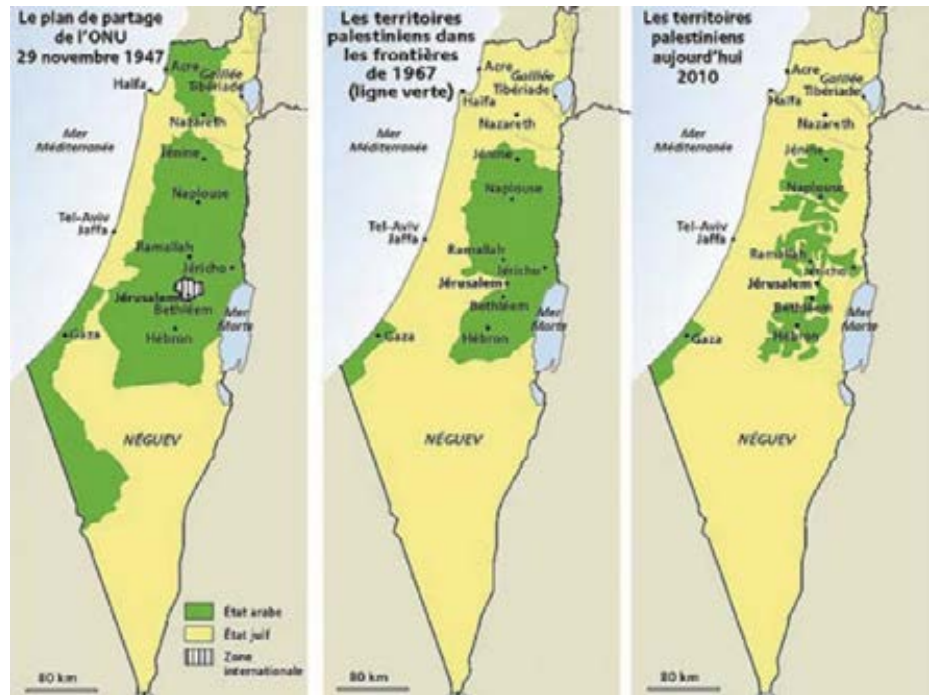 Le plan de partage
de l'ONU
29 novembre 1947
Acre
Galilée
Haïfa
Tibériade
Nazareth
Mer
Méditerranée
Jénine
Naplouse
Tel-Aviv
Jaffa
Ramallah
Jéricho
Jérusalem
Bethléem
Mer
Morte
Gaza
Hébron
NÉGUEV
État arabe
État juif
Zone
internationale
80 km
Les territoires
palestiniens dans
les frontières
de 1967
(ligne verte)
Acre
Galilée
Tibériade
Haïfa
Nazareth
Mer
Méditerranée
Jénine
Naplouse
Tel-Aviv
Jaffa
Ramallah
Jéricho
Jérusalem
Bethléem
Mer
Morte
Gaza
Hébron
NÉGUEV
80 km
Les territoires
palestiniens
aujourd'hui
2010
Acre
Galilée
Tibériade
Haïfa
Nazareth
Mer
Méditerranée
Jénine
Naplouse
Tel-Aviv
Jaffa
Ramallah
Jéricho
Jérusalem
Bethléem
Mer
Morte
Gaza
Hébron
NÉGUEV
80 km